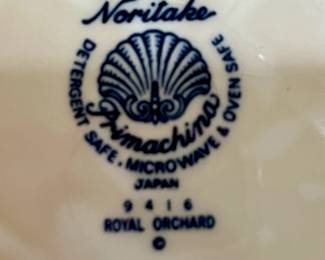 Noritake
Primachina
DETERGENT SAFE, MICROWAVE & OVEN SAFE
JAPAN
9416
ROYAL ORCHARD
©